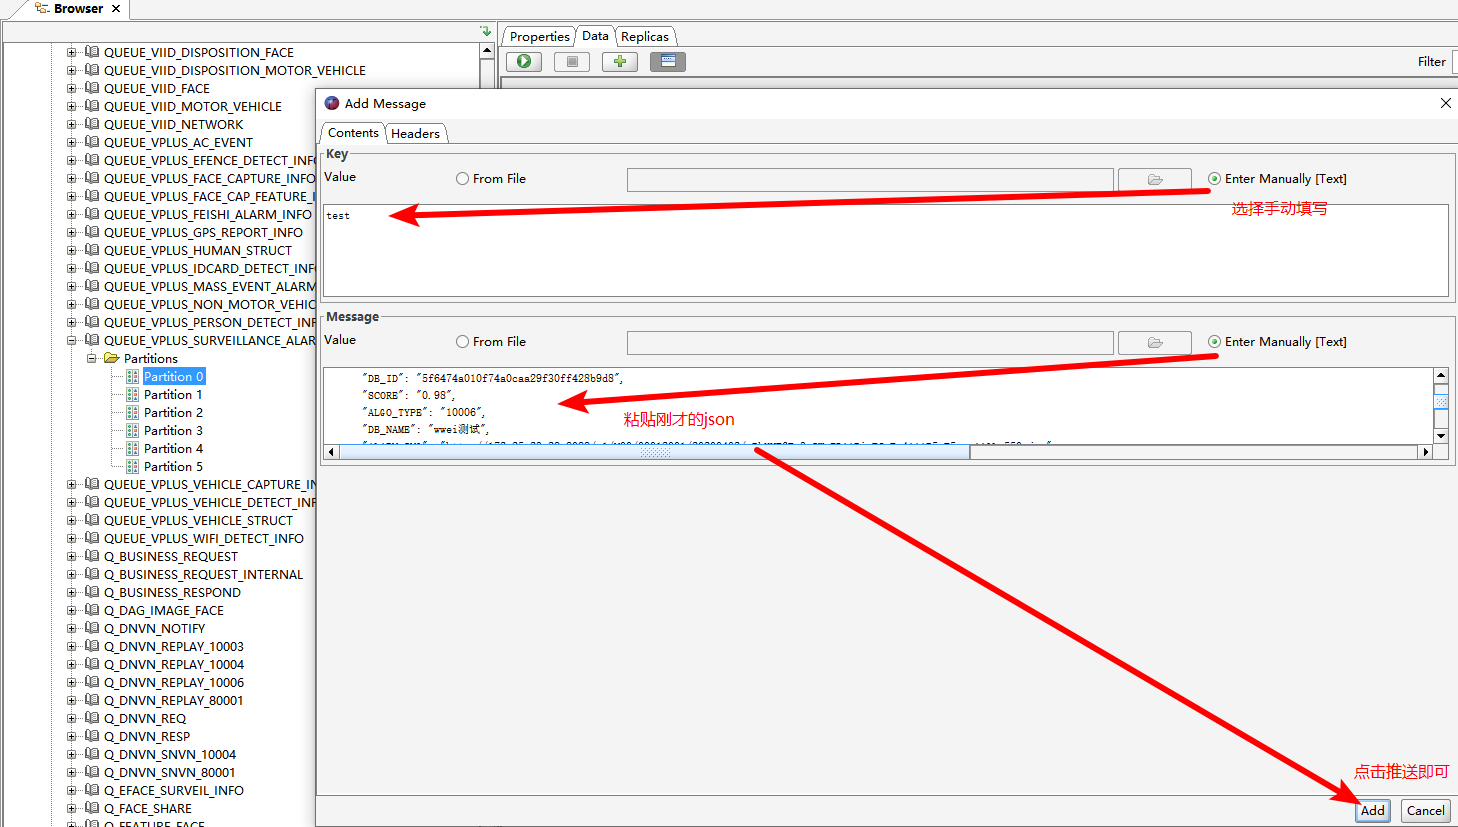 Browser
QUEUE_VIID_DISPOSITION_FACE
QUEUE_VIID_DISPOSITION_MOTOR_VEHICLE
QUEUE_VIID_FACE
QUEUE_VIID_MOTOR_VEHICLE
QUEUE_VIID_NETWORK
QUEUE_VPLUS_AC_EVENT
QUEUE_VPLUS_EFENCE_DETECT_INFO
QUEUE_VPLUS_FACE_CAPTURE_INFO
QUEUE_VPLUS_FACE_CAP_FEATURE_I
QUEUE_VPLUS_FEISHI_ALARM_INFO
QUEUE_VPLUS_GPS_REPORT_INFO
QUEUE_VPLUS_HUMAN_STRUCT
QUEUE_VPLUS_IDCARD_DETECT_INFO
QUEUE_VPLUS_MASS_EVENT_ALARM
QUEUE_VPLUS_NON_MOTOR_VEHIC
QUEUE_VPLUS_PERSON_DETECT_INF
QUEUE_VPLUS_SURVEILLANCE_ALAR
Partitions
Partition 0
Partition 1
Partition 2
Partition 3
Partition 4
Partition 5
QUEUE_VPLUS_VEHICLE_CAPTURE_IN
QUEUE_VPLUS_VEHICLE_DETECT_INF
QUEUE_VPLUS_VEHICLE_STRUCT
QUEUE_VPLUS_WIFI_DETECT_INFO
Q_BUSINESS_REQUEST
Q_BUSINESS_REQUEST_INTERNAL
Q_BUSINESS_RESPOND
Q_DAG_IMAGE_FACE
Q_DNVN_NOTIFY
Q_DNVN_REPLAY_10003
Q_DNVN_REPLAY_10004
Q_DNVN_REPLAY_10006
Q_DNVN_REPLAY_80001
Q_DNVN_REQ
Q_DNVN_RESP
Q_DNVN_SNVN_10004
Q_DNVN_SNVN_80001
Q_EFACE_SURVEIL_INFO
Q_FACE_SHARE
Q_FEATURE_FACE
Properties Data Replicas
Filter
Add Message
Contents Headers
Key
Value From File Enter Manually [Text]
选择手动填写
test
Message
Value From File Enter Manually [Text]
"DB_ID": "5f6474a010f74a0caa29f30ff428b9d8",
"SCORE": "0.98",
"ALGO_TYPE": "10006",
"DB_NAME": "wwei测试",
粘贴刚才的json
点击推送即可
Add Cancel